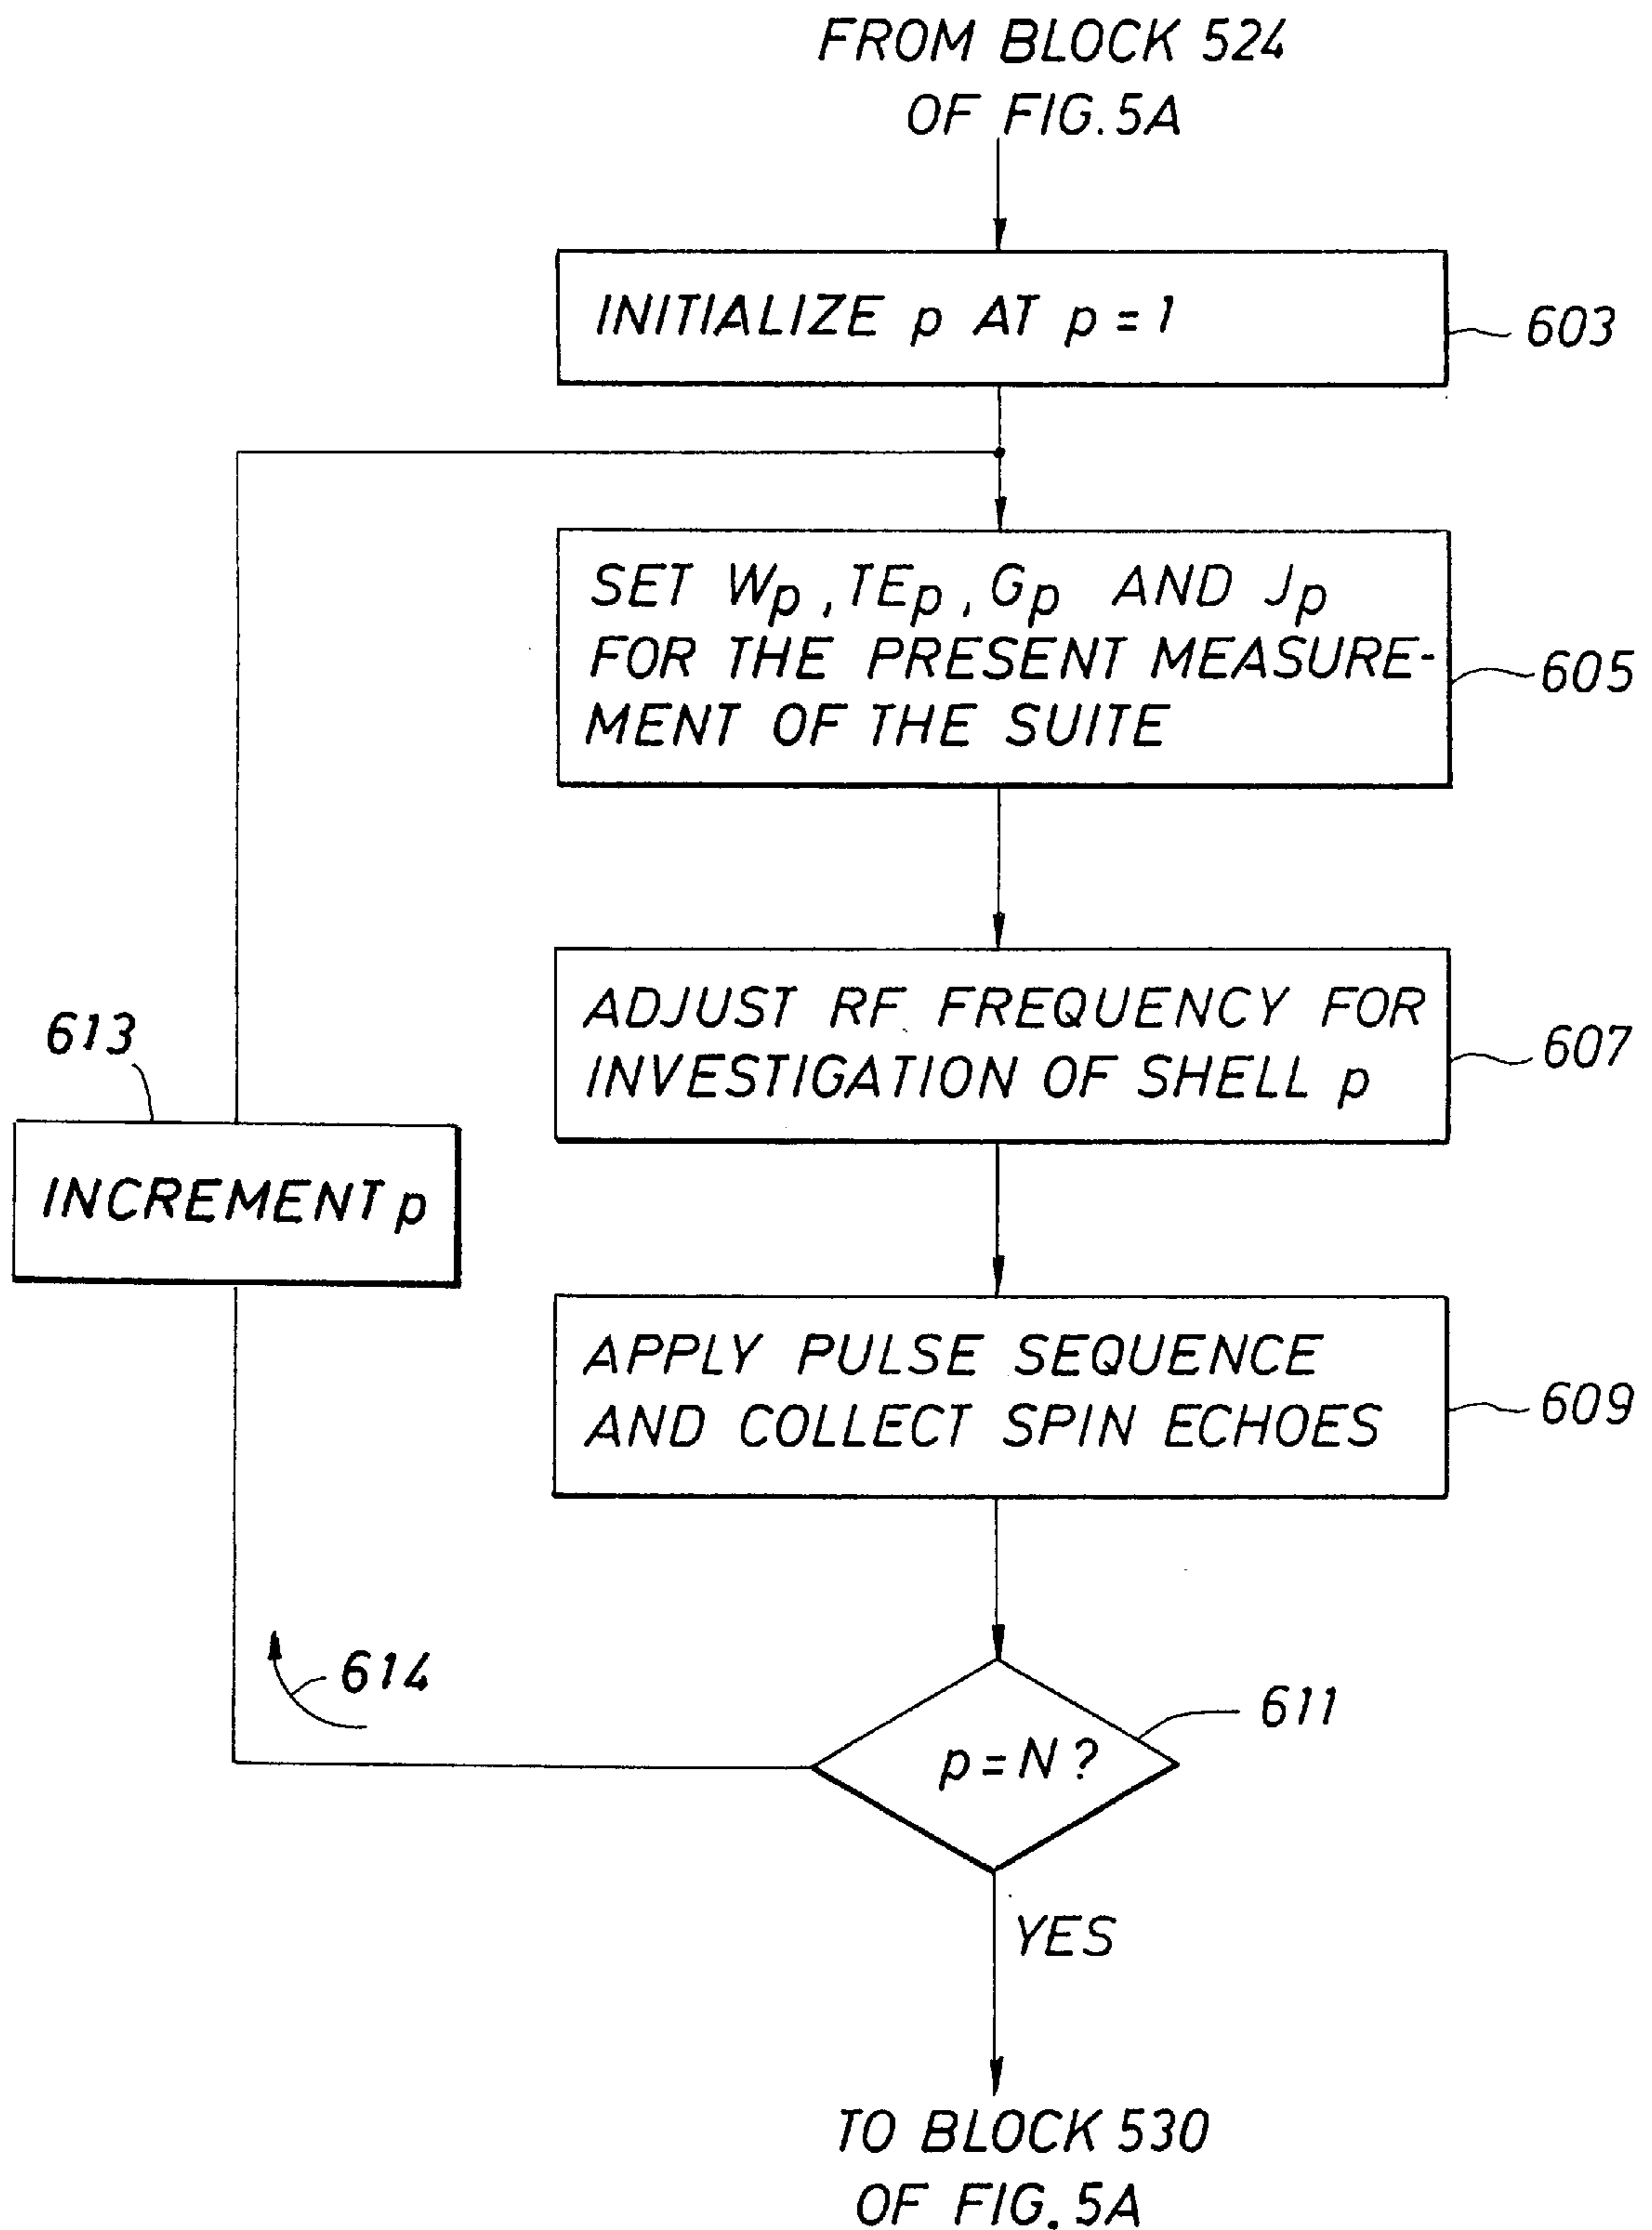 FROM BLOCK 524
OF FIG. 5A
INITIALIZE p AT p = 1
603
SET Wp, TEp, Gp AND Jp
FOR THE PRESENT MEASURE-
MENT OF THE SUITE
605
ADJUST RF FREQUENCY FOR
INVESTIGATION OF SHELL p
607
613
INCREMENT p
APPLY PULSE SEQUENCE
AND COLLECT SPIN ECHOES
609
614
611
p = N ?
YES
TO BLOCK 530
OF FIG. 5A